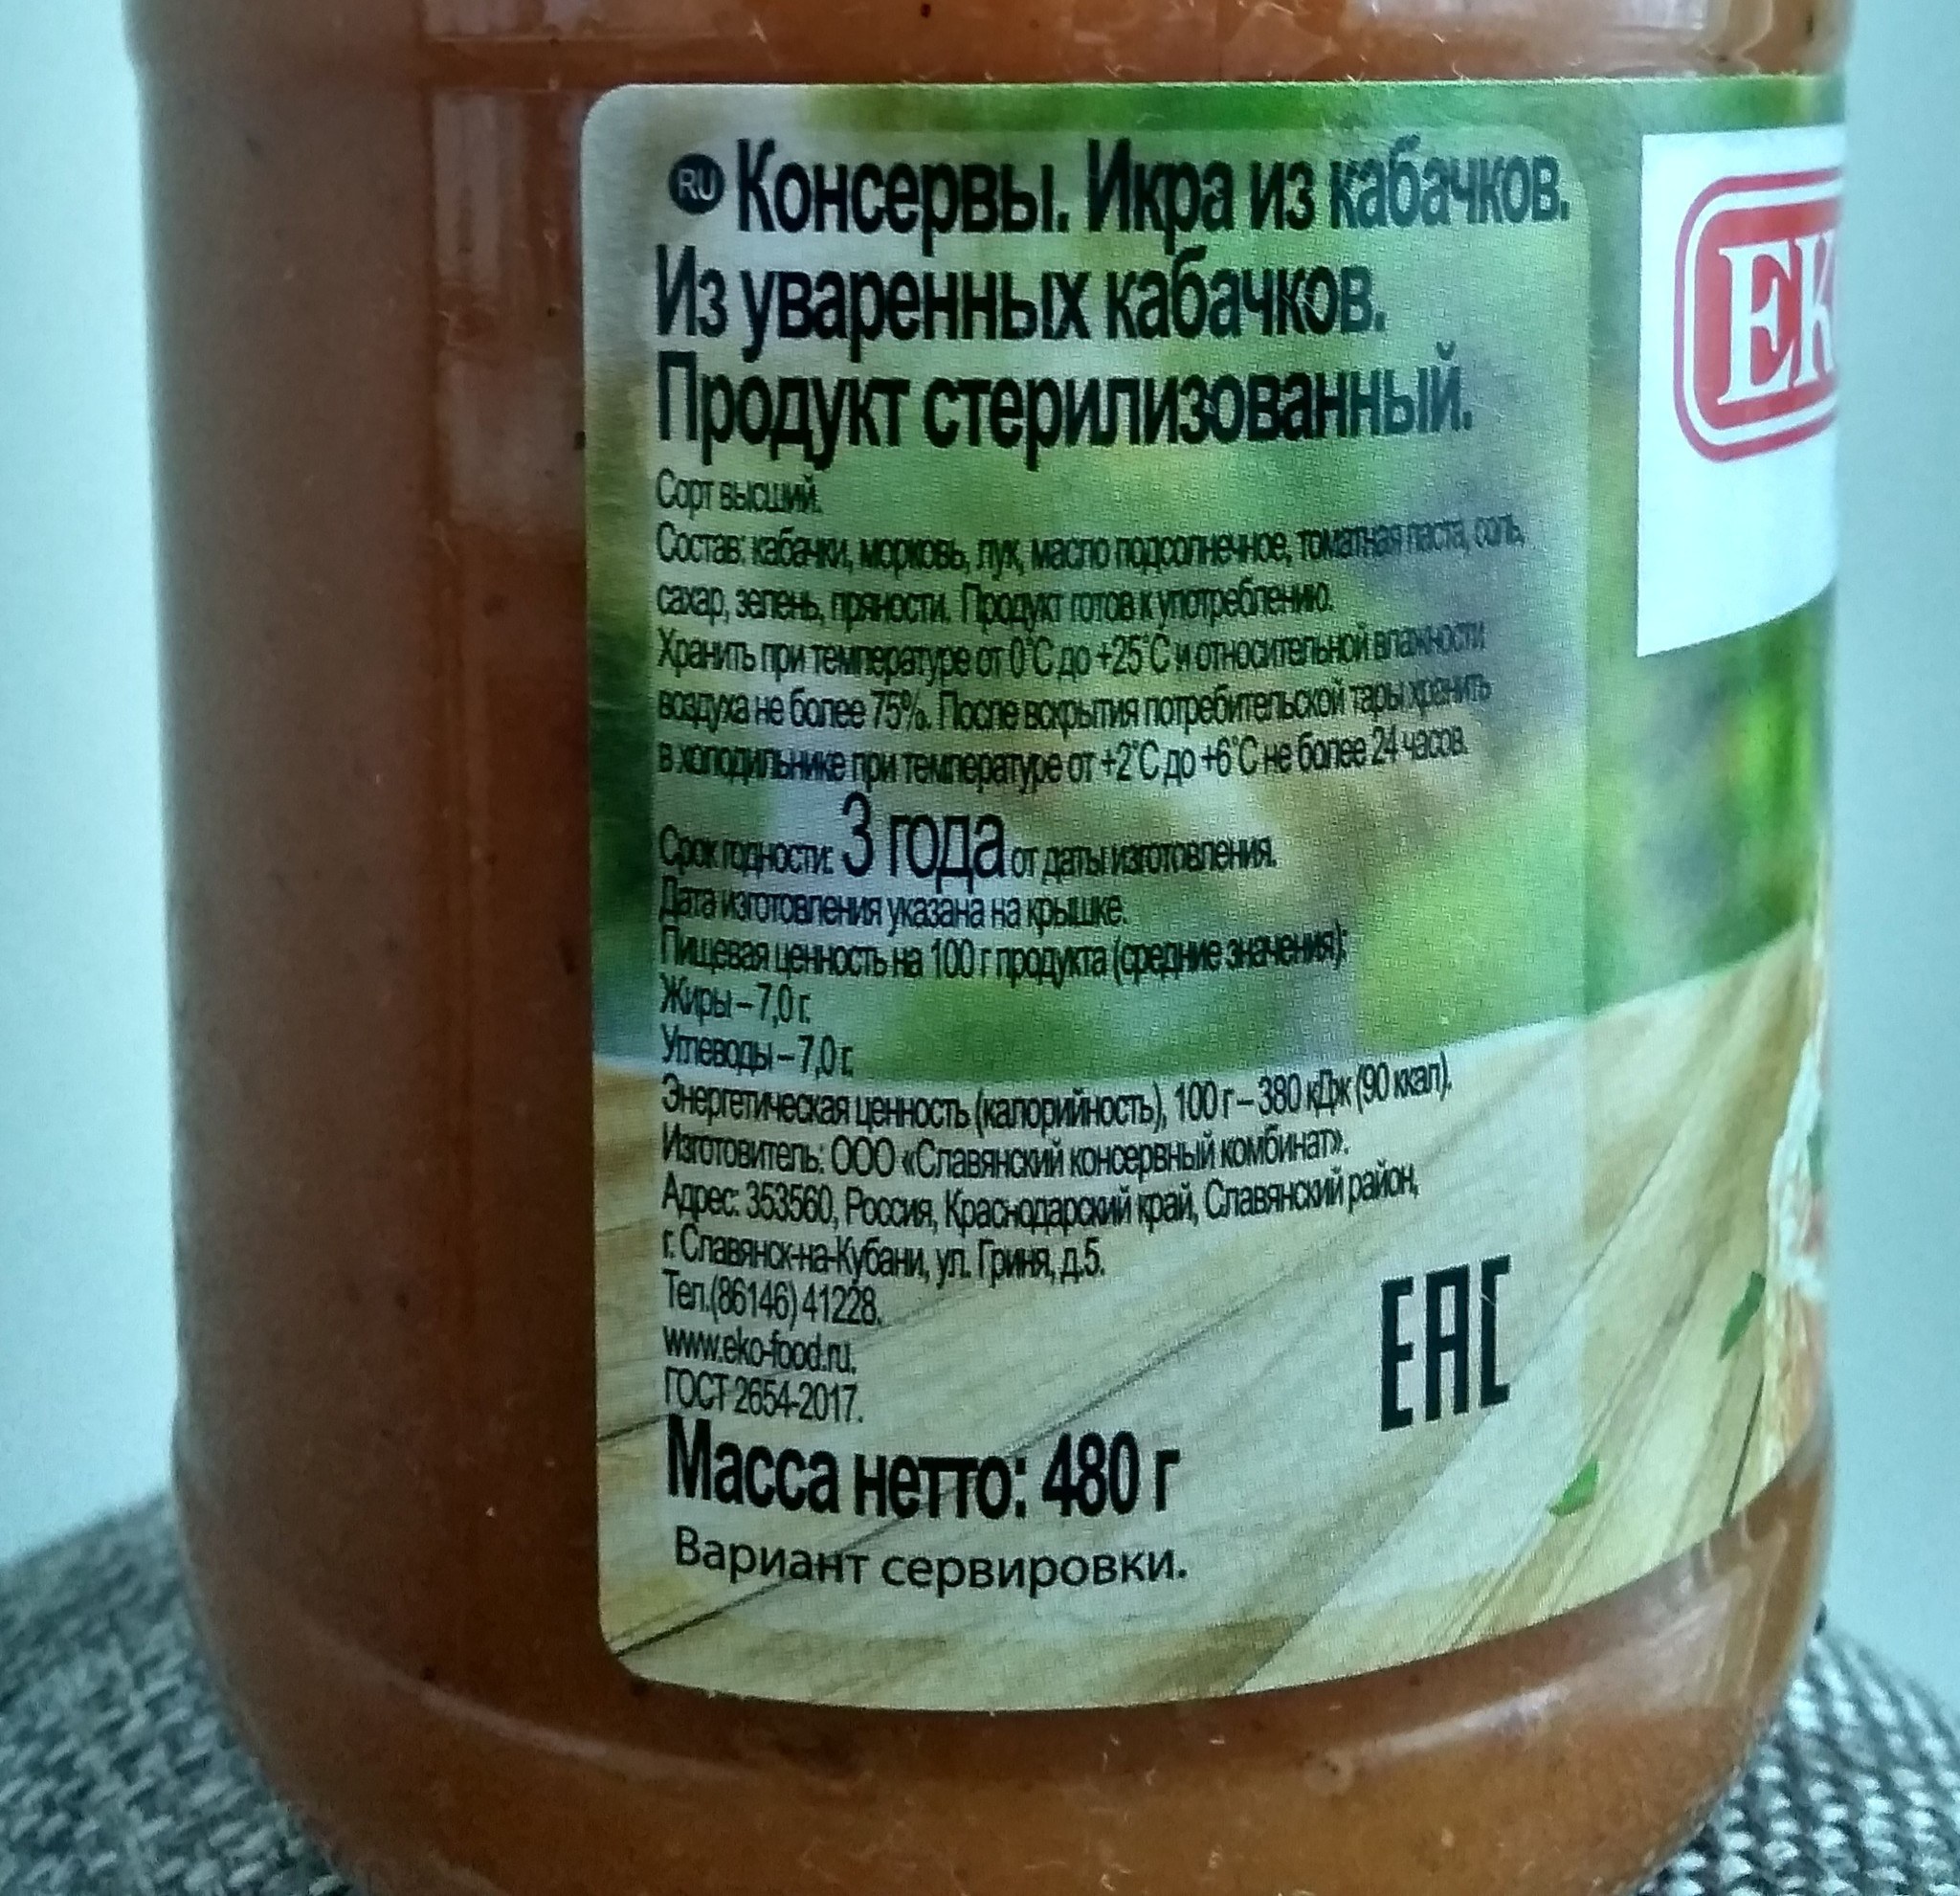 RU Консервы. Икра из кабачков.
Из уваренных кабачков.
Продукт стерилизованный.
Сорт высший.
Состав: кабачки, морковь, лук, масло подсолнечное, томатная паста, соль,
сахар, зелень, пряности. Продукт готов к употреблению.
Хранить при температуре от 0°С до +25°С и относительной влажности
воздуха не более 75%. После вскрытия потребительской тары хранить
в холодильнике при температуре от +2°С до +6°С не более 24 часов.
Срок годности: 3 года от даты изготовления.
Дата изготовления указана на крышке.
Пищевая ценность на 100 г продукта (средние значения):
Жиры – 7,0 г.
Углеводы – 7,0 г.
Энергетическая ценность (калорийность), 100 г – 380 кДж (90 ккал).
Изготовитель: ООО «Славянский консервный комбинат».
Адрес: 353560, Россия, Краснодарский край, Славянский район,
г. Славянск-на-Кубани, ул. Гриня, д.5.
Тел.(86146) 41228.
www.eko-food.ru.
ГОСТ 2654-2017.
Масса нетто: 480 г
Вариант сервировки.
EAC
EK